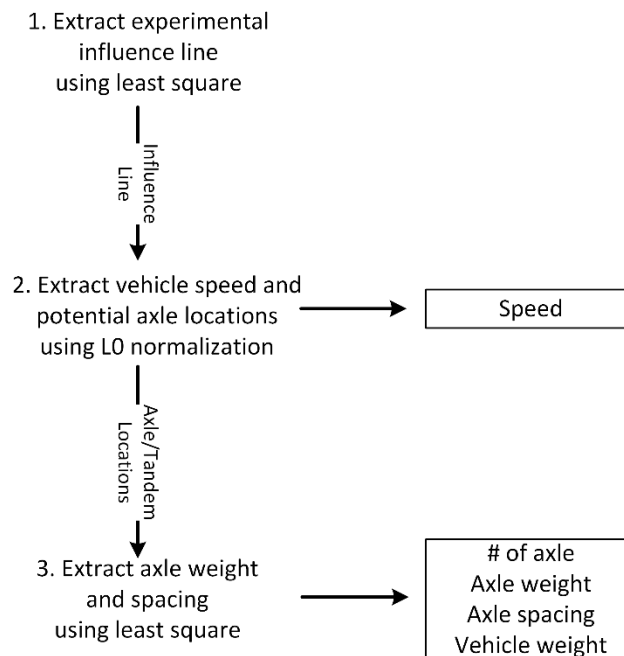 1. Extract experimental
influence line
using least square
Influence
Line
2. Extract vehicle speed and
potential axle locations
using L0 normalization
Speed
Axle/Tandem
Locations
3. Extract axle weight
and spacing
using least square
# of axle
Axle weight
Axle spacing
Vehicle weight